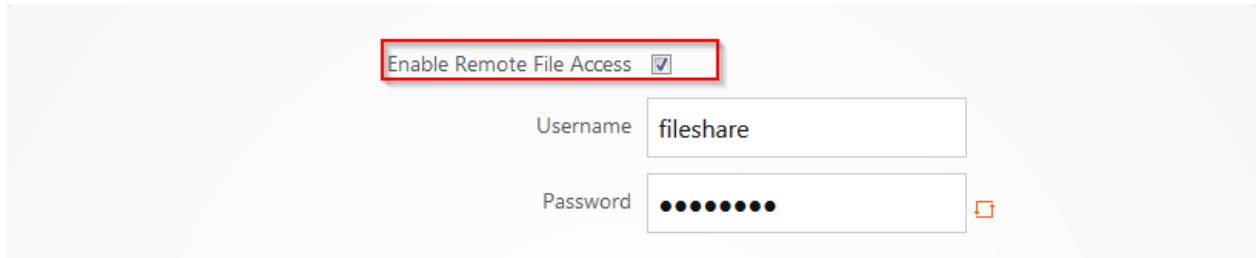 Enable Remote File Access
Username fileshare
Password ●●●●●●●●